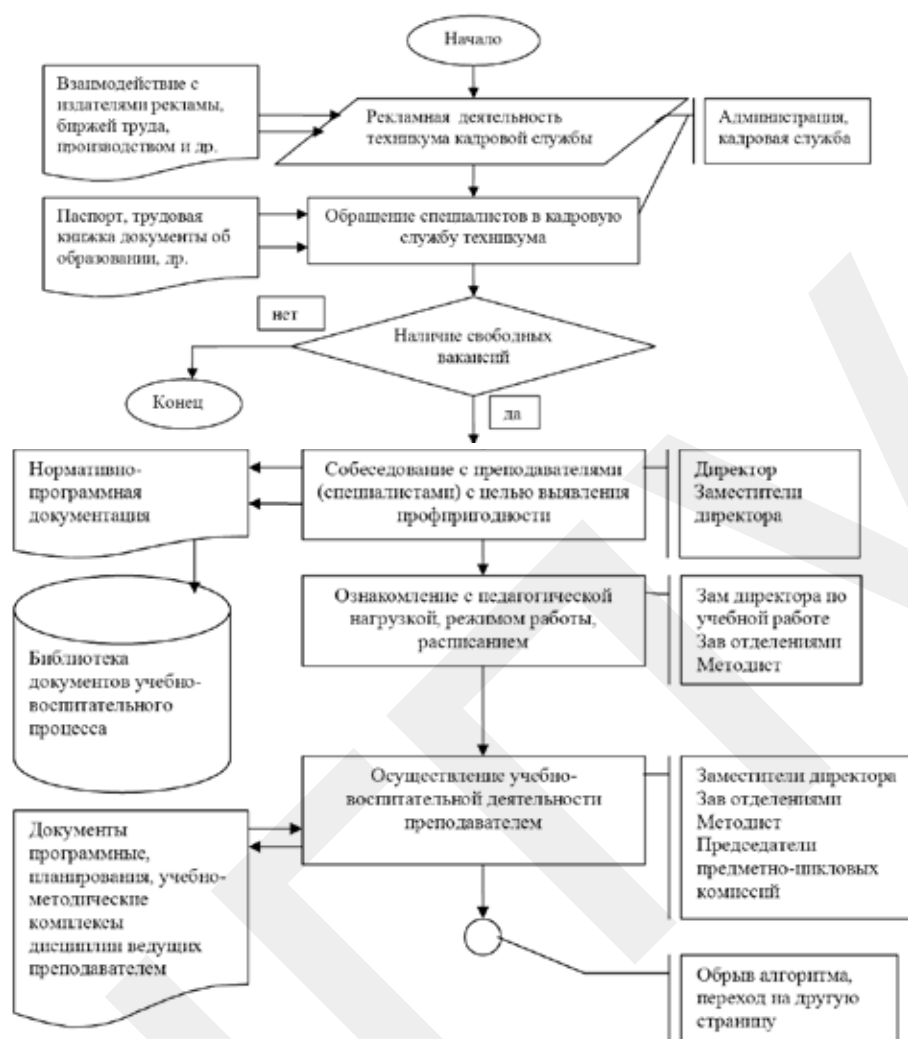 Начало
Взаимодействие с
издателями рекламы,
биржей труда,
производством и др.
Рекламная деятельность
техникума кадровой службы
Администрация,
кадровая служба
Паспорт, трудовая
книжка документы об
образовании, др.
Обращение специалистов в кадровую
службу техникума
нет
Наличие свободных
вакансий
Конец
да
Нормативно-
программная
документация
Собеседование с преподавателями
(специалистами) с целью выявления
профпригодности
Директор
Заместители
директора
Ознакомление с педагогической
нагрузкой, режимом работы,
расписанием
Зам директора по
учебной работе
Зав отделениями
Методист
Библиотека
документов учебно-
воспитательного
процесса
Осуществление учебно-
воспитательной деятельности
преподавателем
Заместители директора
Зав отделениями
Методист
Председатели
предметно-цикловых
комиссий
Документы
программные,
планирования, учебно-
методические
комплексы
дисциплин ведущих
преподавателем
Обрыв алгоритма,
переход на другую
страницу